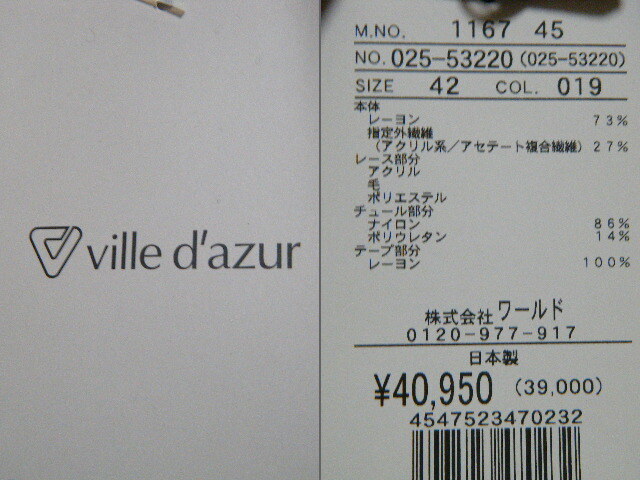 ville d'azur
M.NO. 1167 45
NO. 025-53220 (025-53220)
SIZE 42 COL. 019
本体
レーヨン 73%
指定外繊維
(アクリル系/アセテート複合繊維) 27%
レース部分
アクリル
毛
ポリエステル
チュール部分
ナイロン 86%
ポリウレタン 14%
テープ部分
レーヨン 100%
株式会社 ワールド
0120-977-917
日本製
¥40,950 (39,000)
4547523470232